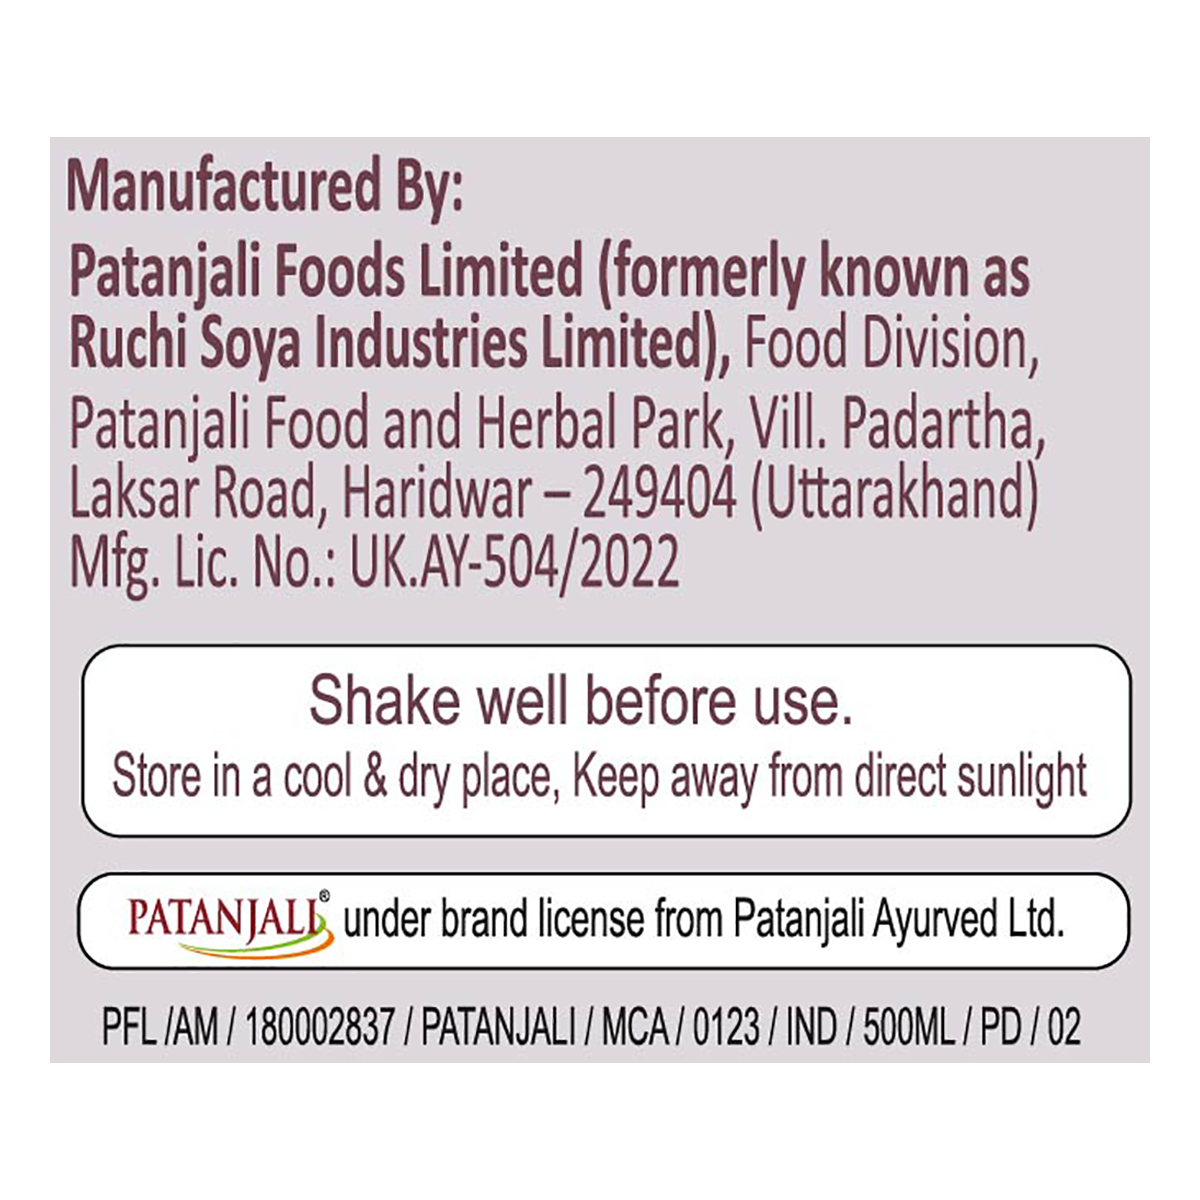 Manufactured By:
Patanjali Foods Limited (formerly known as
Ruchi Soya Industries Limited), Food Division,
Patanjali Food and Herbal Park, Vill. Padartha,
Laksar Road, Haridwar – 249404 (Uttarakhand)
Mfg. Lic. No.: UK.AY-504/2022
Shake well before use.
Store in a cool & dry place, Keep away from direct sunlight
PATANJALI® under brand license from Patanjali Ayurved Ltd.
PFL /AM / 180002837 / PATANJALI / MCA / 0123 / IND / 500ML / PD / 02